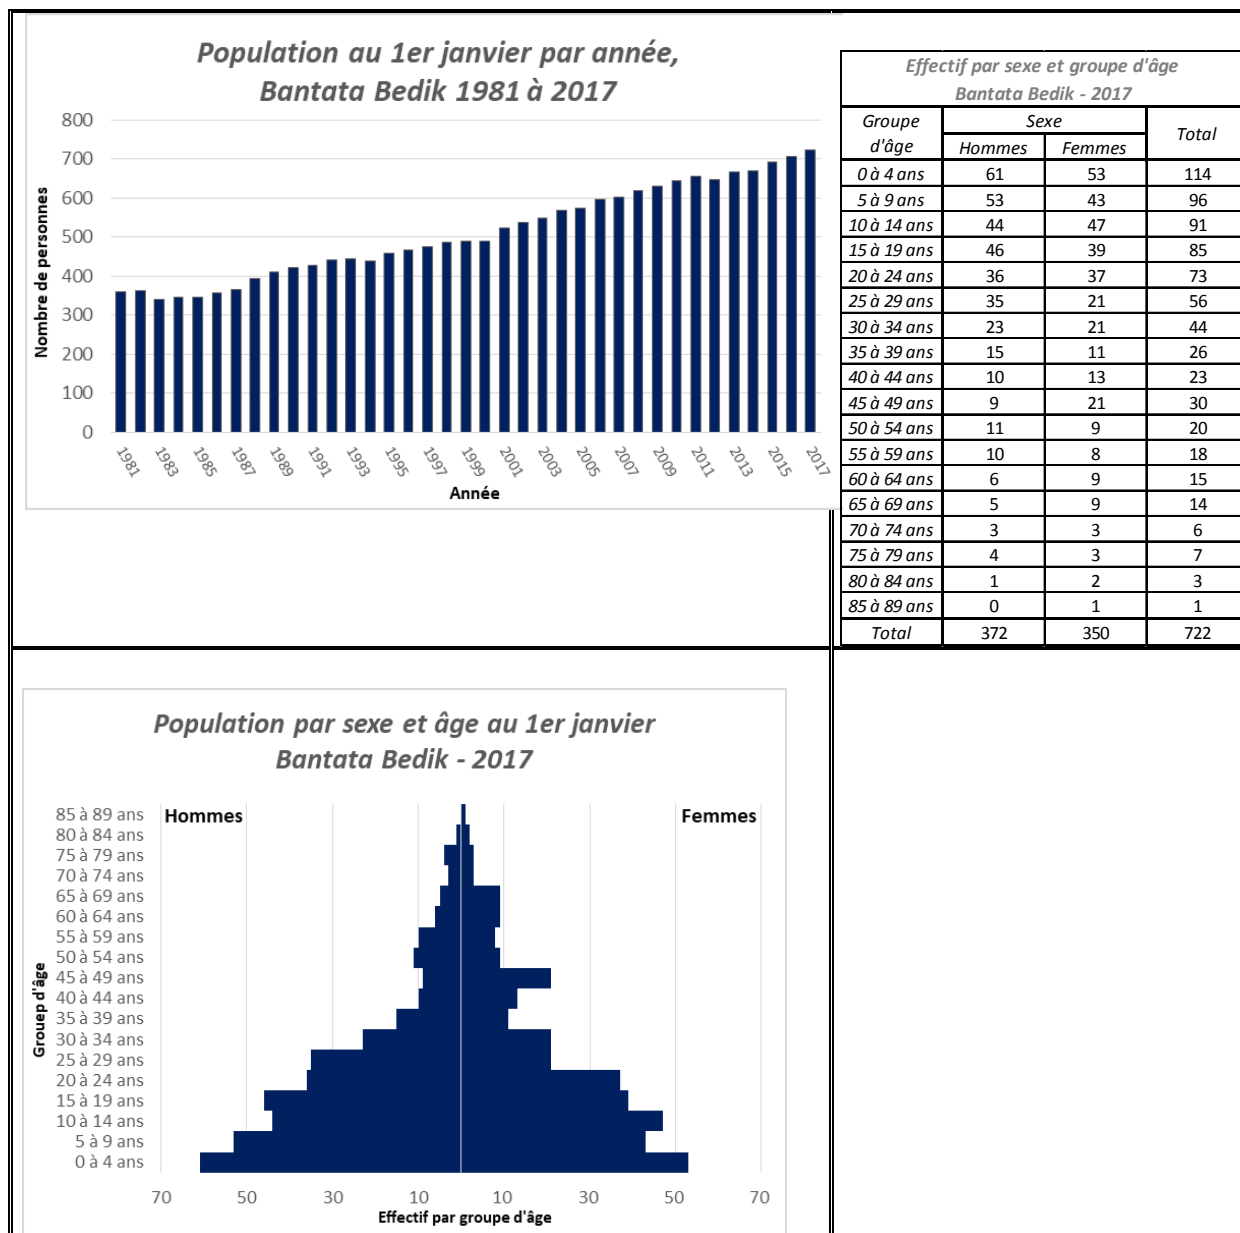 Population au 1er janvier par année,
Bantata Bedik 1981 à 2017
Nombre de personnes
800
700
600
500
400
300
200
100
0
1981 1983 1985 1987 1989 1991 1993 1995 1997 1999 2001 2003 2005 2007 2009 2011 2013 2015 2017
Année
Effectif par sexe et groupe d'âge
Bantata Bedik - 2017
Groupe d'âge Sexe Total
Hommes Femmes
0 à 4 ans 61 53 114
5 à 9 ans 53 43 96
10 à 14 ans 44 47 91
15 à 19 ans 46 39 85
20 à 24 ans 36 37 73
25 à 29 ans 35 21 56
30 à 34 ans 23 21 44
35 à 39 ans 15 11 26
40 à 44 ans 10 13 23
45 à 49 ans 9 21 30
50 à 54 ans 11 9 20
55 à 59 ans 10 8 18
60 à 64 ans 6 9 15
65 à 69 ans 5 9 14
70 à 74 ans 3 3 6
75 à 79 ans 4 3 7
80 à 84 ans 1 2 3
85 à 89 ans 0 1 1
Total 372 350 722
Population par sexe et âge au 1er janvier
Bantata Bedik - 2017
Hommes Femmes
Grouep d'âge
85 à 89 ans
80 à 84 ans
75 à 79 ans
70 à 74 ans
65 à 69 ans
60 à 64 ans
55 à 59 ans
50 à 54 ans
45 à 49 ans
40 à 44 ans
35 à 39 ans
30 à 34 ans
25 à 29 ans
20 à 24 ans
15 à 19 ans
10 à 14 ans
5 à 9 ans
0 à 4 ans
70 50 30 10 10 30 50 70
Effectif par groupe d'âge